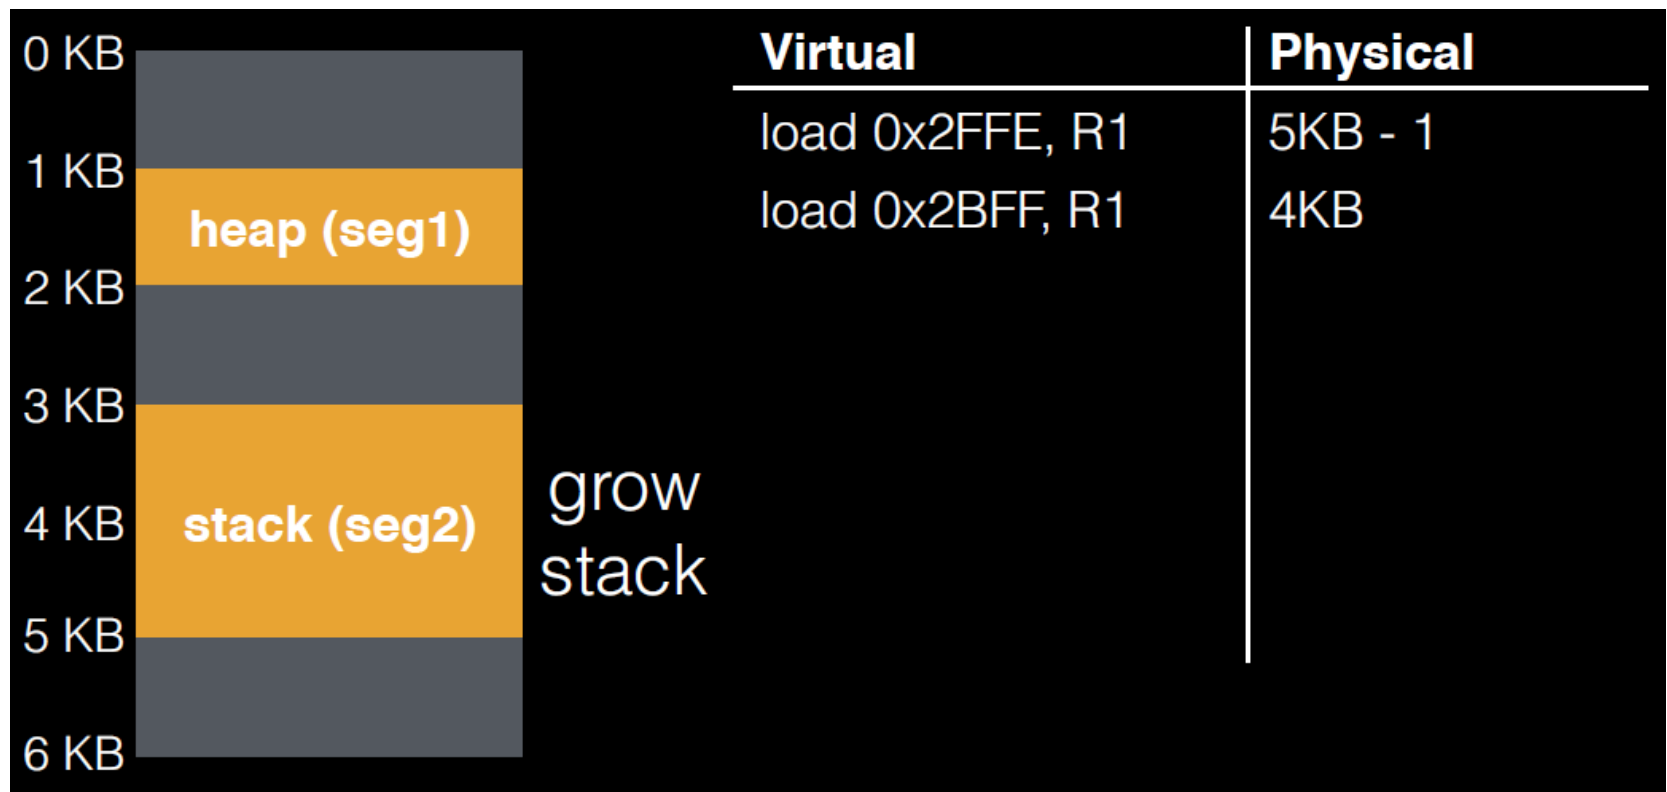 0 KB
1 KB
heap (seg1)
2 KB
3 KB
stack (seg2)
4 KB
5 KB
6 KB
grow
stack
Virtual Physical
load 0x2FFE, R1 5KB - 1
load 0x2BFF, R1 4KB